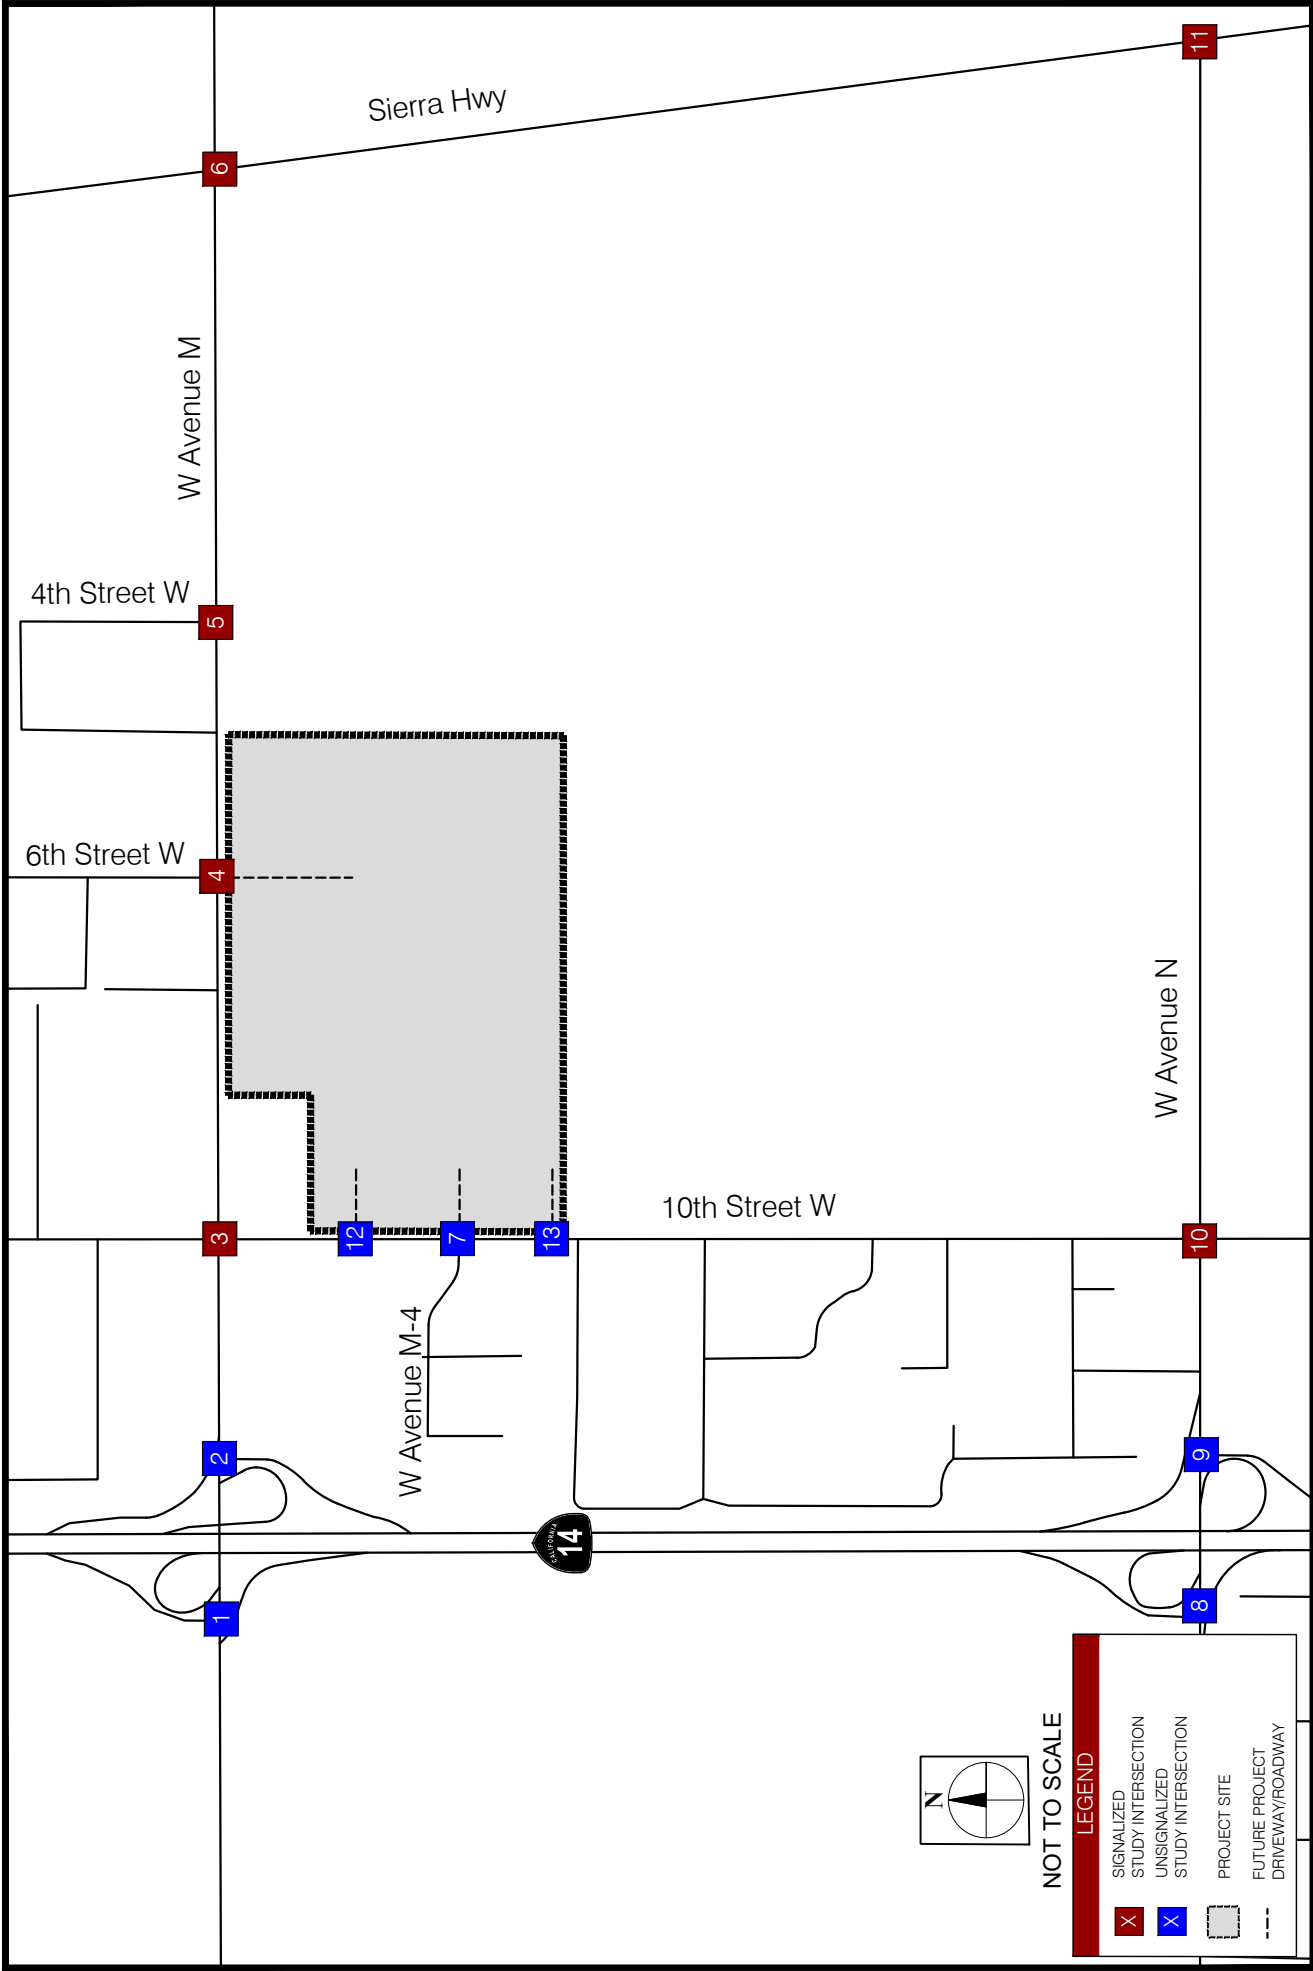 11
Sierra Hwy
6
W Avenue M
4th Street W
5
6th Street W
4
W Avenue N
10th Street W
3
12
7
13
10
W Avenue M-4
2
9
CALIFORNIA
14
1
8
N
NOT TO SCALE
LEGEND
X
SIGNALIZED
STUDY INTERSECTION
X
UNSIGNALIZED
STUDY INTERSECTION
PROJECT SITE
FUTURE PROJECT
DRIVEWAY/ROADWAY